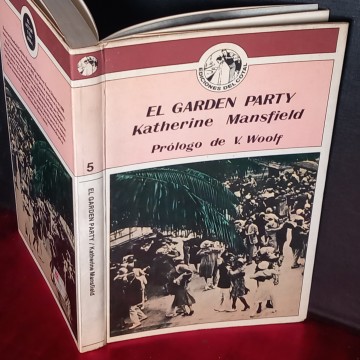 EDICIONES DEL COTAL
EL GARDEN PARTY
Katherine Mansfield
Prólogo de V. Woolf
5
EL GARDEN PARTY / Katherine Mansfield